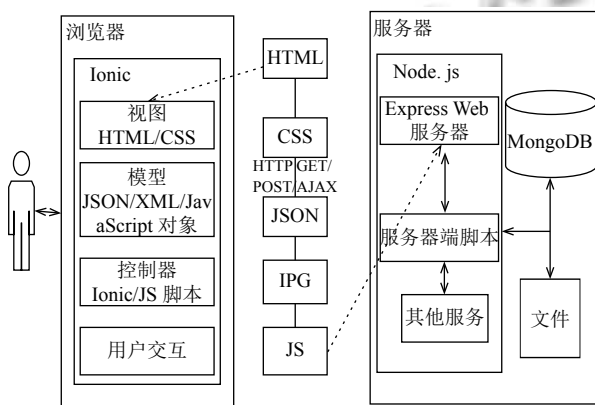 浏览器
Ionic
视图
HTML/CSS
模型
JSON/XML/Jav
aScript 对象
控制器
Ionic/JS 脚本
用户交互
HTML
CSS
HTTP GET/
POST/AJAX
JSON
IPG
JS
服务器
Node. js
Express Web
服务器
服务器端脚本
其他服务
MongoDB
文件